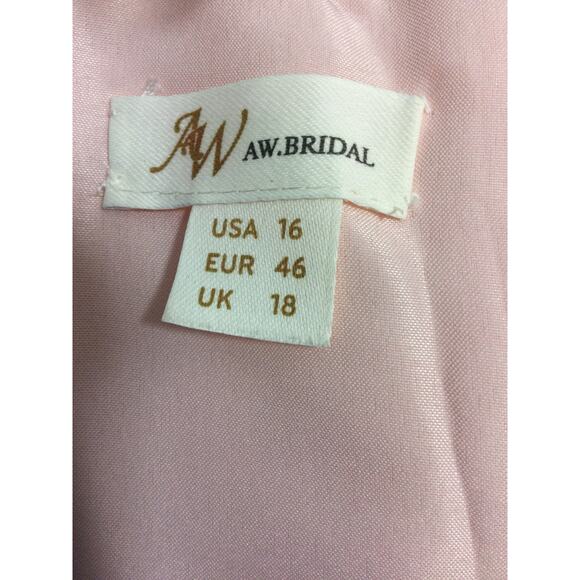 AW AW.BRIDAL
USA 16
EUR 46
UK 18